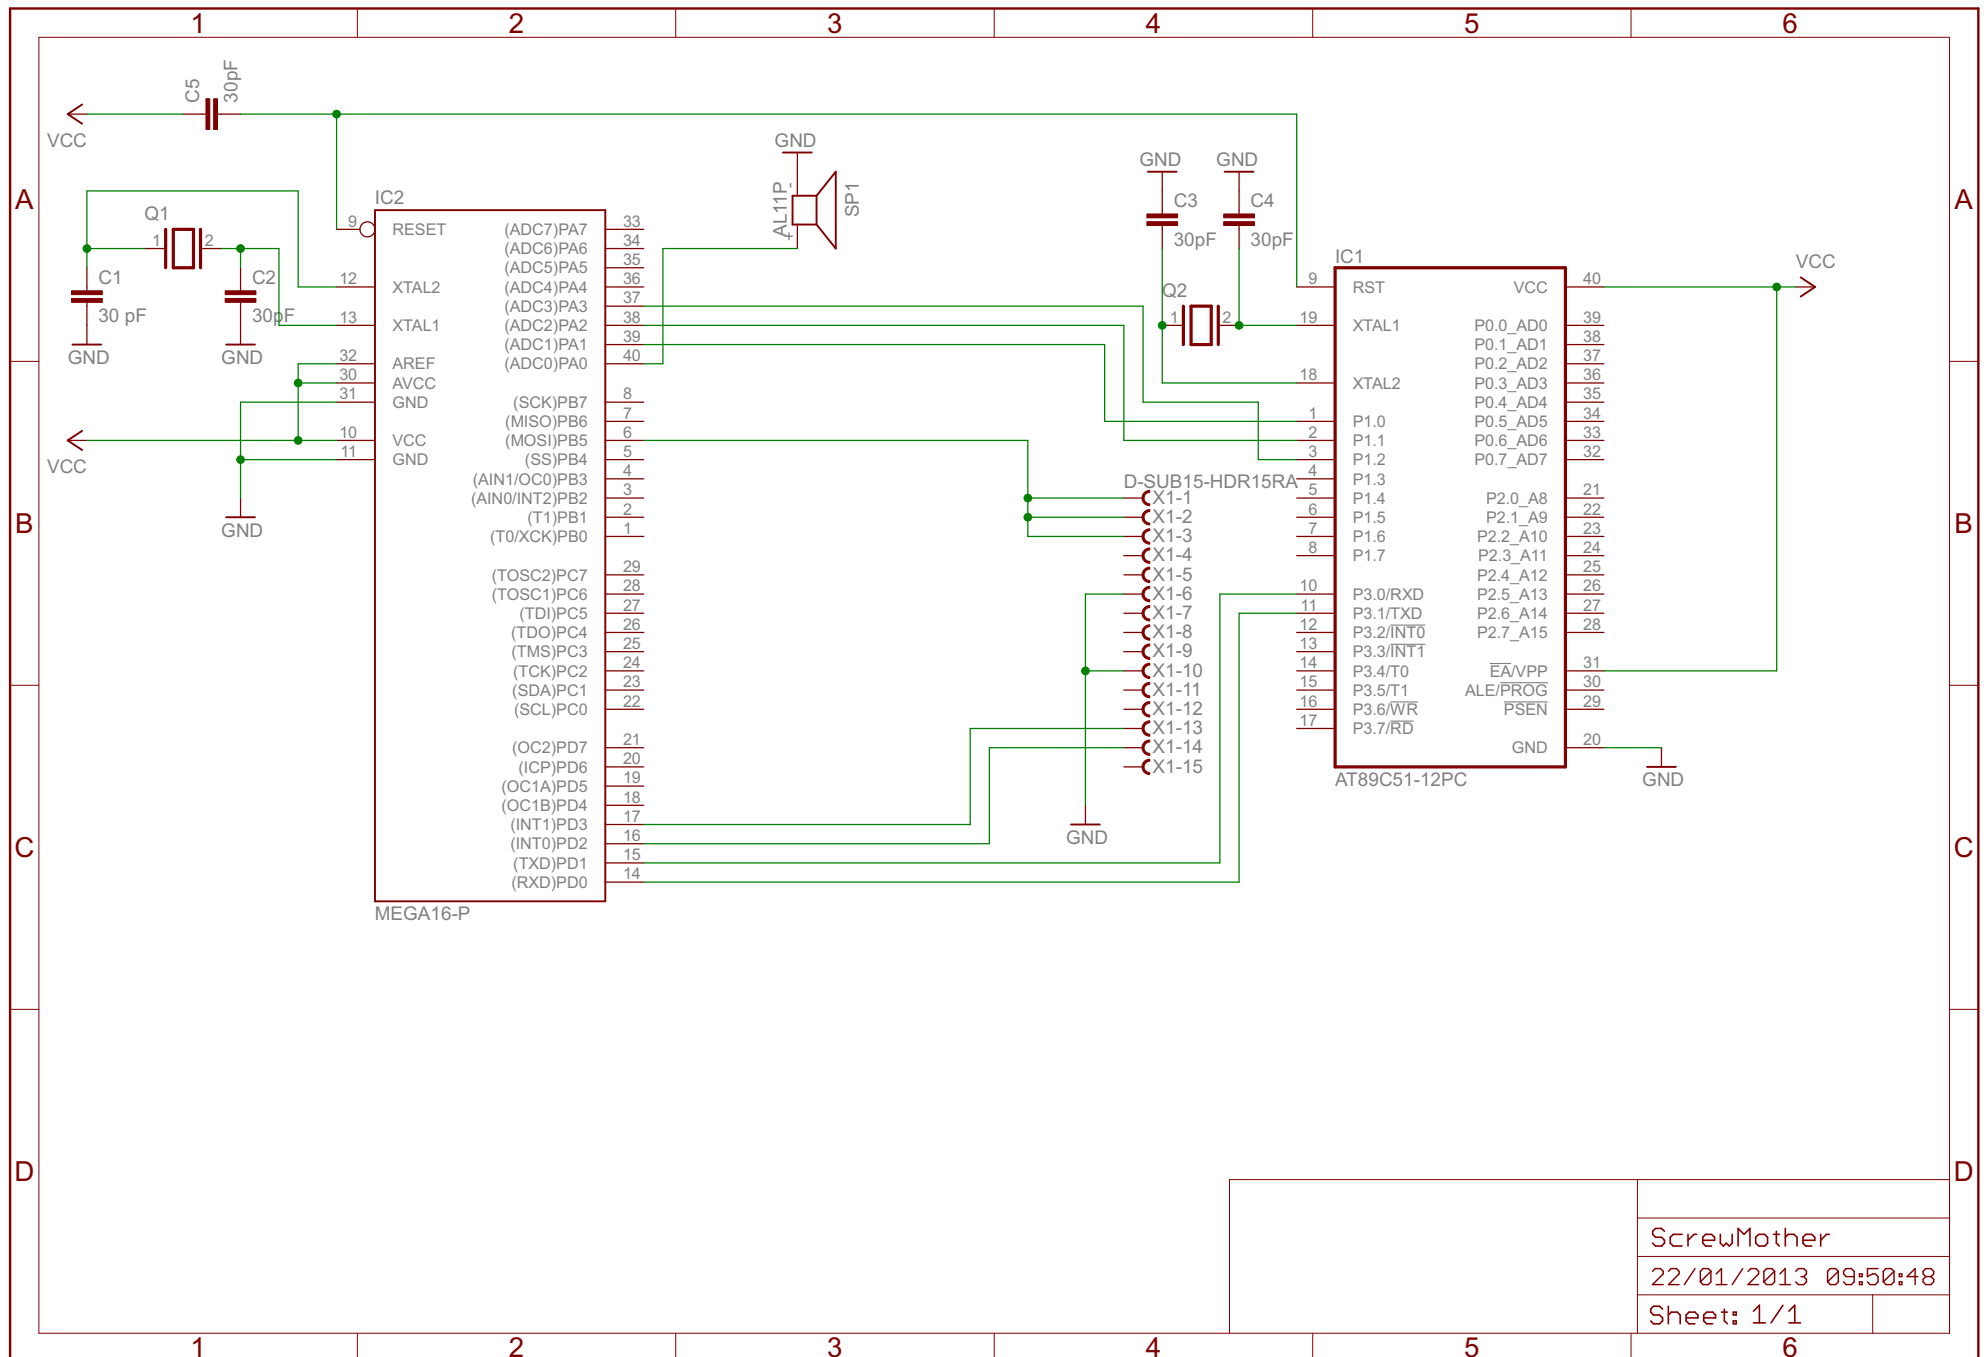 1 2 3 4 5 6
A
A
B
B
C
C
D
D
C5
30pF
VCC
Q1
1 2
C1
30 pF
GND
C2
30pF
GND
VCC
GND
IC2
9 RESET
12 XTAL2
13 XTAL1
32 AREF
30 AVCC
31 GND
10 VCC
11 GND
(ADC7)PA7 33
(ADC6)PA6 34
(ADC5)PA5 35
(ADC4)PA4 36
(ADC3)PA3 37
(ADC2)PA2 38
(ADC1)PA1 39
(ADC0)PA0 40
(SCK)PB7 8
(MISO)PB6 7
(MOSI)PB5 6
(SS)PB4 5
(AIN1/OC0)PB3 4
(AIN0/INT2)PB2 3
(T1)PB1 2
(T0/XCK)PB0 1
(TOSC2)PC7 29
(TOSC1)PC6 28
(TDI)PC5 27
(TDO)PC4 26
(TMS)PC3 25
(TCK)PC2 24
(SDA)PC1 23
(SCL)PC0 22
(OC2)PD7 21
(ICP)PD6 20
(OC1A)PD5 19
(OC1B)PD4 18
(INT1)PD3 17
(INT0)PD2 16
(TXD)PD1 15
(RXD)PD0 14
MEGA16-P
GND
AL11P
-
+
SP1
GND
GND
C3
30pF
C4
30pF
Q2
1 2
D-SUB15-HDR15RA
X1-1
X1-2
X1-3
X1-4
X1-5
X1-6
X1-7
X1-8
X1-9
X1-10
X1-11
X1-12
X1-13
X1-14
X1-15
GND
IC1
9 RST
19 XTAL1
18 XTAL2
1 P1.0
2 P1.1
3 P1.2
4 P1.3
5 P1.4
6 P1.5
7 P1.6
8 P1.7
10 P3.0/RXD
11 P3.1/TXD
12 P3.2/INT0
13 P3.3/INT1
14 P3.4/T0
15 P3.5/T1
16 P3.6/WR
17 P3.7/RD
VCC 40
P0.0_AD0 39
P0.1_AD1 38
P0.2_AD2 37
P0.3_AD3 36
P0.4_AD4 35
P0.5_AD5 34
P0.6_AD6 33
P0.7_AD7 32
P2.0_A8 21
P2.1_A9 22
P2.2_A10 23
P2.3_A11 24
P2.4_A12 25
P2.5_A13 26
P2.6_A14 27
P2.7_A15 28
EA/VPP 31
ALE/PROG 30
PSEN 29
GND 20
AT89C51-12PC
VCC
GND
ScrewMother
22/01/2013 09:50:48
Sheet: 1/1
1 2 3 4 5 6